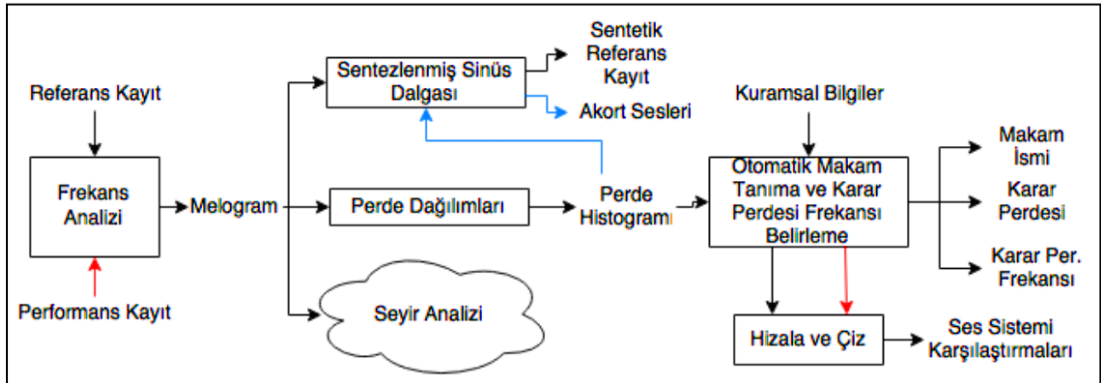 Referans Kayıt
Frekans
Analizi
Performans Kayıt
Melogram
Sentezlenmiş Sinüs
Dalgası
Sentetik
Referans
Kayıt
Akort Sesleri
Perde Dağılımları
Perde
Histogramı
Seyir Analizi
Kuramsal Bilgiler
Otomatik Makam
Tanıma ve Karar
Perdesi Frekansı
Belirleme
Makam
İsmi
Karar
Perdesi
Karar Per.
Frekansı
Hizala ve Çiz
Ses Sistemi
Karşılaştırmaları